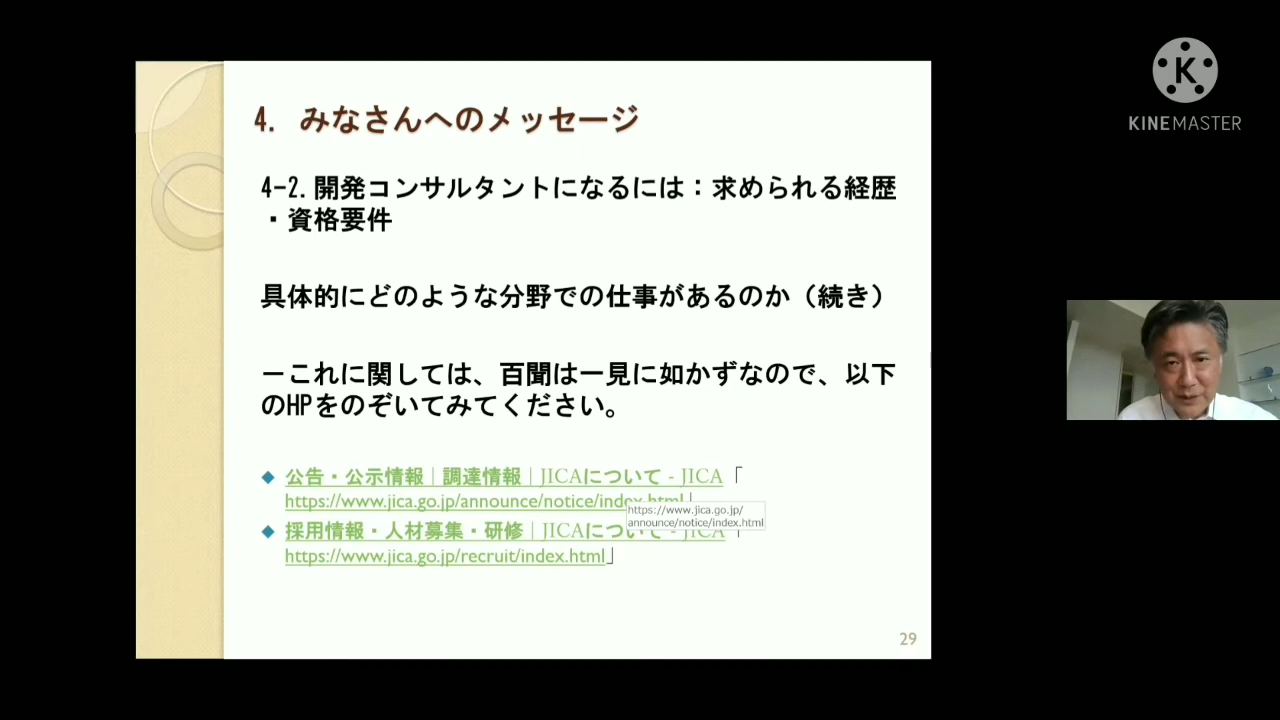 4. みなさんへのメッセージ
4-2.開発コンサルタントになるには：求められる経歴
・資格要件
具体的にどのような分野での仕事があるのか（続き）
－これに関しては、百聞は一見に如かずなので、以下
のHPをのぞいてみてください。
◆ 公告・公示情報｜調達情報｜JICAについて - JICA「
https://www.jica.go.jp/announce/notice/index.html」
https://www.jica.go.jp/
announce/notice/index.html
◆ 採用情報・人材募集・研修｜JICAについて - JICA「
https://www.jica.go.jp/recruit/index.html」
29
K
KINEMASTER